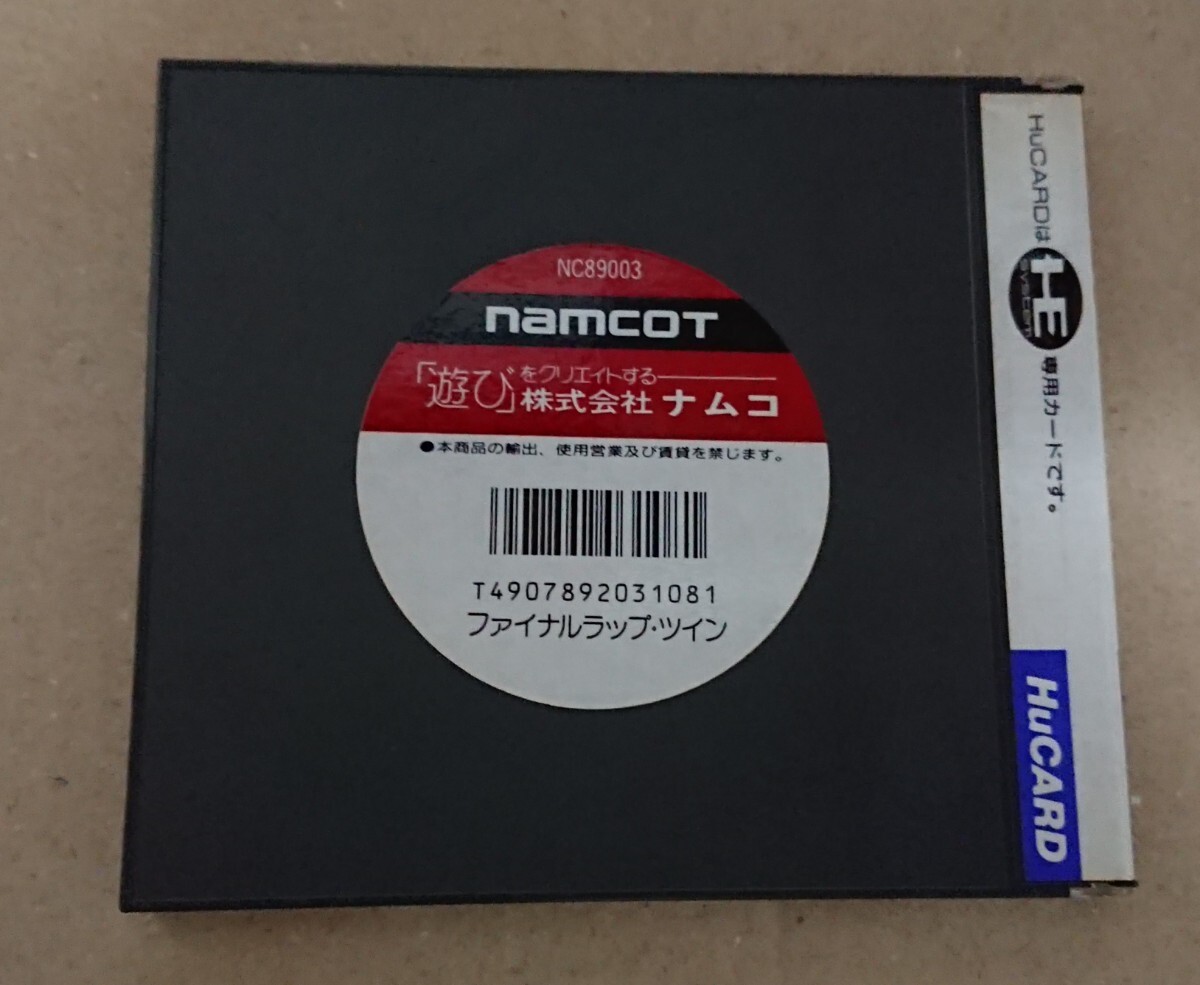 NC89003
namcoT
「遊び」をクリエイトする
株式会社ナムコ
●本商品の輸出、使用営業及び賃貸を禁じます。
T4907892031081
ファイナルラップ・ツイン
HuCARDは HE SYSTEM 専用カードです。
HuCARD